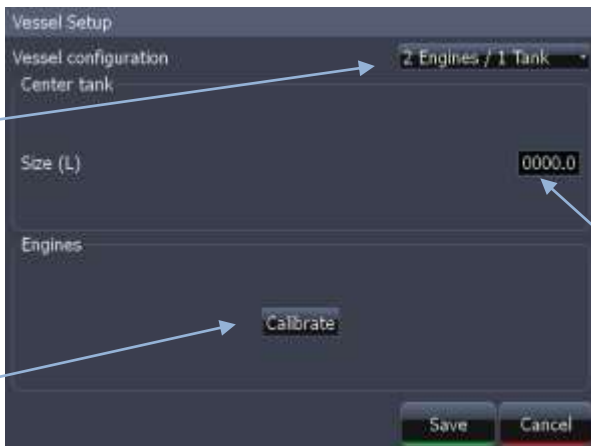 Vessel Setup
Vessel configuration 2 Engines / 1 Tank
Center tank
Size (L) 0000.0
Engines
Calibrate
Save Cancel